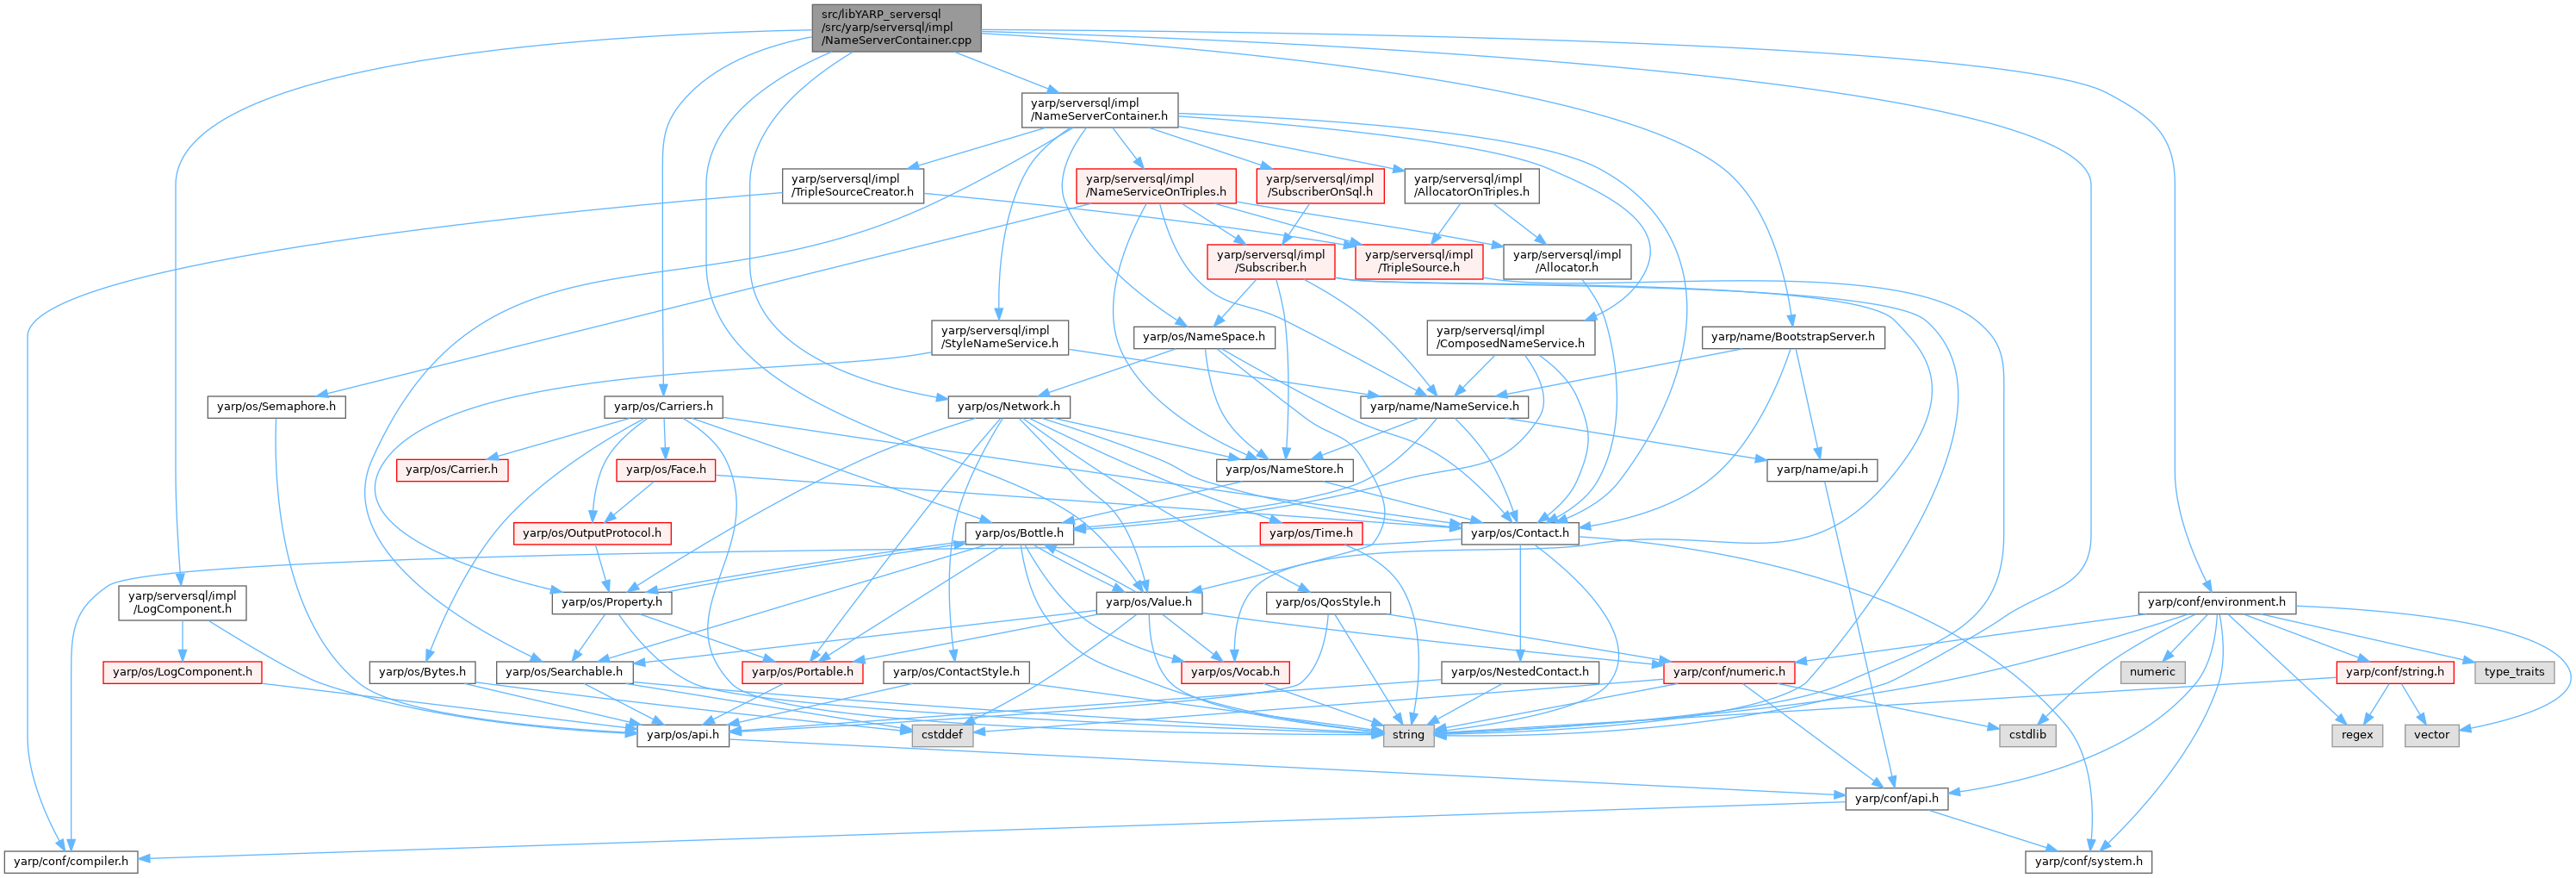 src/libYARP_serversql
/src/yarp/serversql/impl
/NameServerContainer.cpp
yarp/serversql/impl
/NameServerContainer.h
yarp/serversql/impl
/TripleSourceCreator.h
yarp/serversql/impl
/NameServiceOnTriples.h
yarp/serversql/impl
/SubscriberOnSql.h
yarp/serversql/impl
/AllocatorOnTriples.h
yarp/serversql/impl
/Subscriber.h
yarp/serversql/impl
/TripleSource.h
yarp/serversql/impl
/Allocator.h
yarp/serversql/impl
/StyleNameService.h
yarp/os/NameSpace.h
yarp/serversql/impl
/ComposedNameService.h
yarp/name/BootstrapServer.h
yarp/os/Semaphore.h
yarp/os/Carriers.h
yarp/os/Network.h
yarp/name/NameService.h
yarp/os/Carrier.h
yarp/os/Face.h
yarp/os/NameStore.h
yarp/name/api.h
yarp/os/OutputProtocol.h
yarp/os/Bottle.h
yarp/os/Time.h
yarp/os/Contact.h
yarp/serversql/impl
/LogComponent.h
yarp/os/Property.h
yarp/os/Value.h
yarp/os/QosStyle.h
yarp/conf/environment.h
yarp/os/LogComponent.h
yarp/os/Bytes.h
yarp/os/Searchable.h
yarp/os/Portable.h
yarp/os/ContactStyle.h
yarp/os/Vocab.h
yarp/os/NestedContact.h
yarp/conf/numeric.h
numeric
yarp/conf/string.h
type_traits
yarp/os/api.h
cstddef
string
cstdlib
regex
vector
yarp/conf/api.h
yarp/conf/compiler.h
yarp/conf/system.h